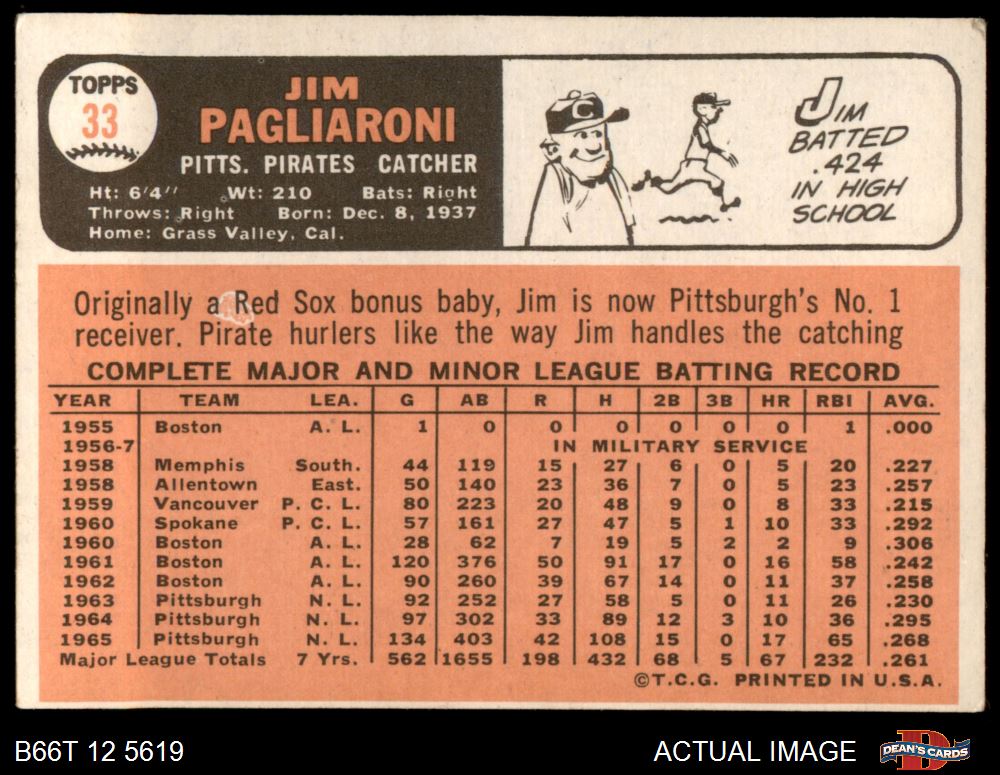 TOPPS
33
JIM
PAGLIARONI
PITTS. PIRATES CATCHER
Ht: 6'4" Wt: 210 Bats: Right
Throws: Right Born: Dec. 8, 1937
Home: Grass Valley, Cal.
C
JIM
BATTED
.424
IN HIGH
SCHOOL
Originally a Red Sox bonus baby, Jim is now Pittsburgh's No. 1
receiver. Pirate hurlers like the way Jim handles the catching
COMPLETE MAJOR AND MINOR LEAGUE BATTING RECORD
YEAR TEAM LEA. G AB R H 2B 3B HR RBI AVG.
1955 Boston A. L. 1 0 0 0 0 0 0 1 .000
1956-7 IN MILITARY SERVICE
1958 Memphis South. 44 119 15 27 6 0 5 20 .227
1958 Allentown East. 50 140 23 36 7 0 5 23 .257
1959 Vancouver P. C. L. 80 223 20 48 9 0 8 33 .215
1960 Spokane P. C. L. 57 161 27 47 5 1 10 33 .292
1960 Boston A. L. 28 62 7 19 5 2 2 9 .306
1961 Boston A. L. 120 376 50 91 17 0 16 58 .242
1962 Boston A. L. 90 260 39 67 14 0 11 37 .258
1963 Pittsburgh N. L. 92 252 27 58 5 0 11 26 .230
1964 Pittsburgh N. L. 97 302 33 89 12 3 10 36 .295
1965 Pittsburgh N. L. 134 403 42 108 15 0 17 65 .268
Major League Totals 7 Yrs. 562 1655 198 432 68 5 67 232 .261
©T.C.G. PRINTED IN U.S.A.
B66T 12 5619
ACTUAL IMAGE
D
DEAN'S CARDS